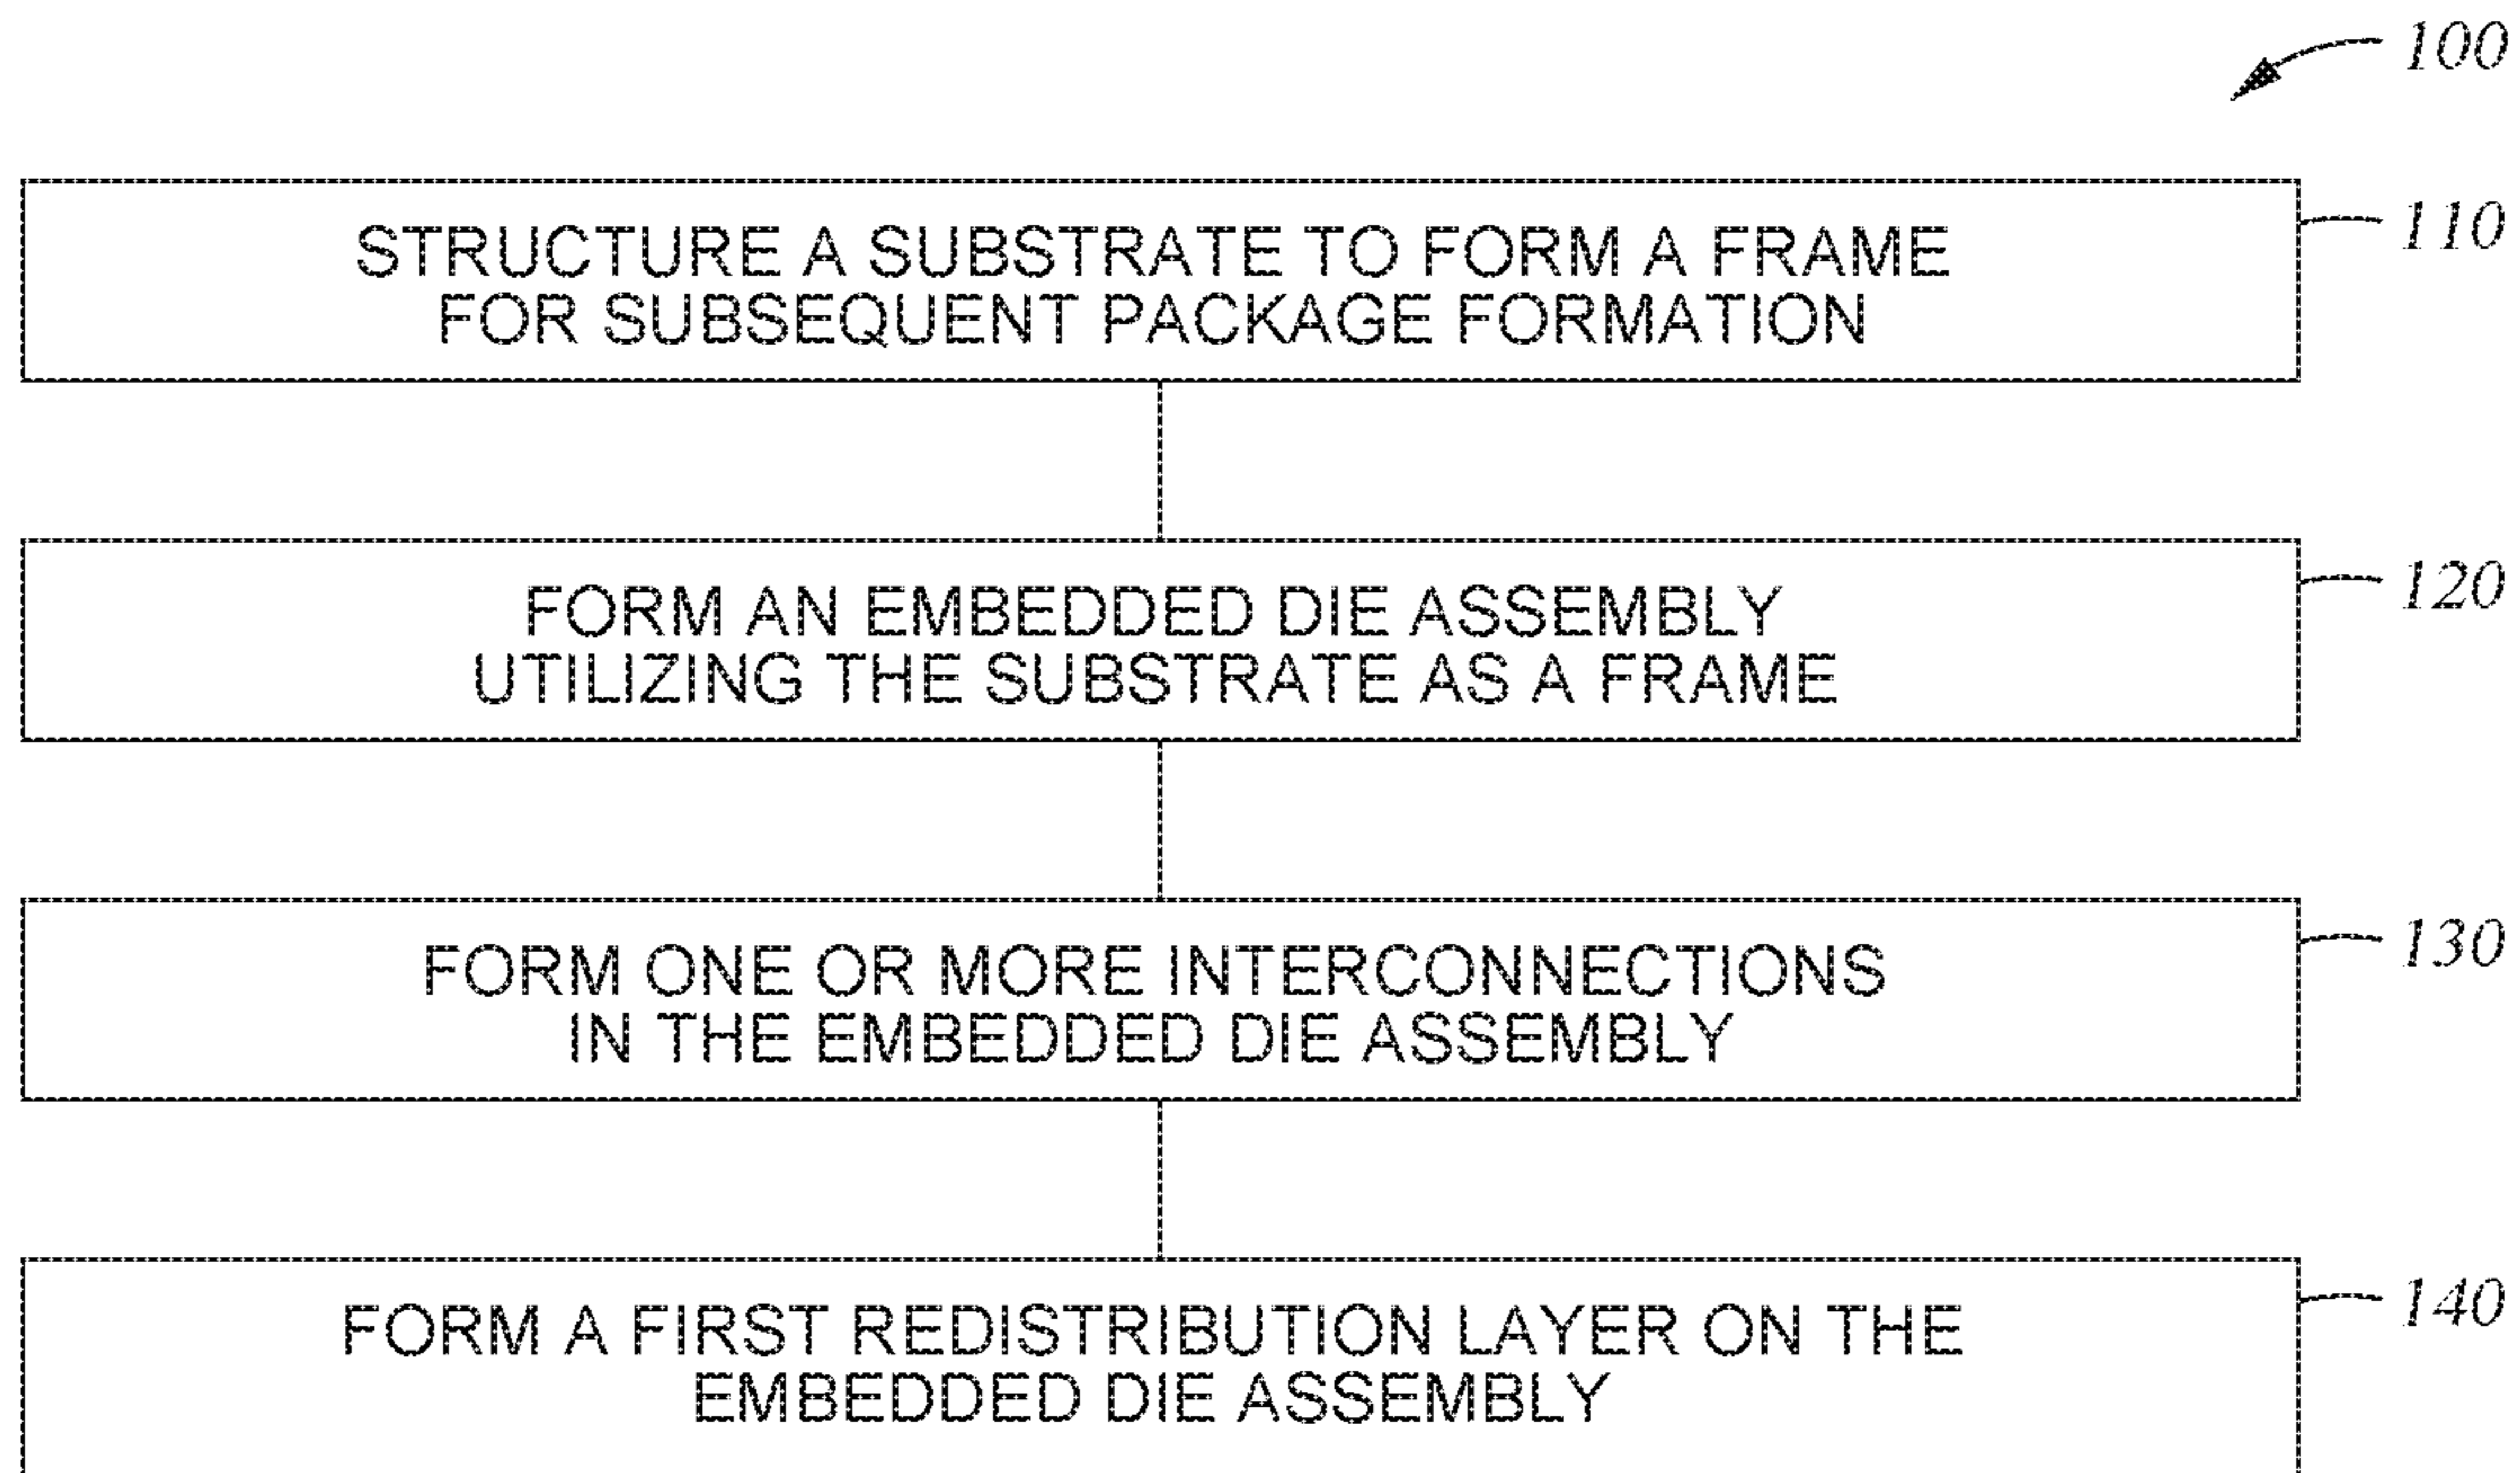 100
STRUCTURE A SUBSTRATE TO FORM A FRAME
FOR SUBSEQUENT PACKAGE FORMATION
110
FORM AN EMBEDDED DIE ASSEMBLY
UTILIZING THE SUBSTRATE AS A FRAME
120
FORM ONE OR MORE INTERCONNECTIONS
IN THE EMBEDDED DIE ASSEMBLY
130
FORM A FIRST REDISTRIBUTION LAYER ON THE
EMBEDDED DIE ASSEMBLY
140